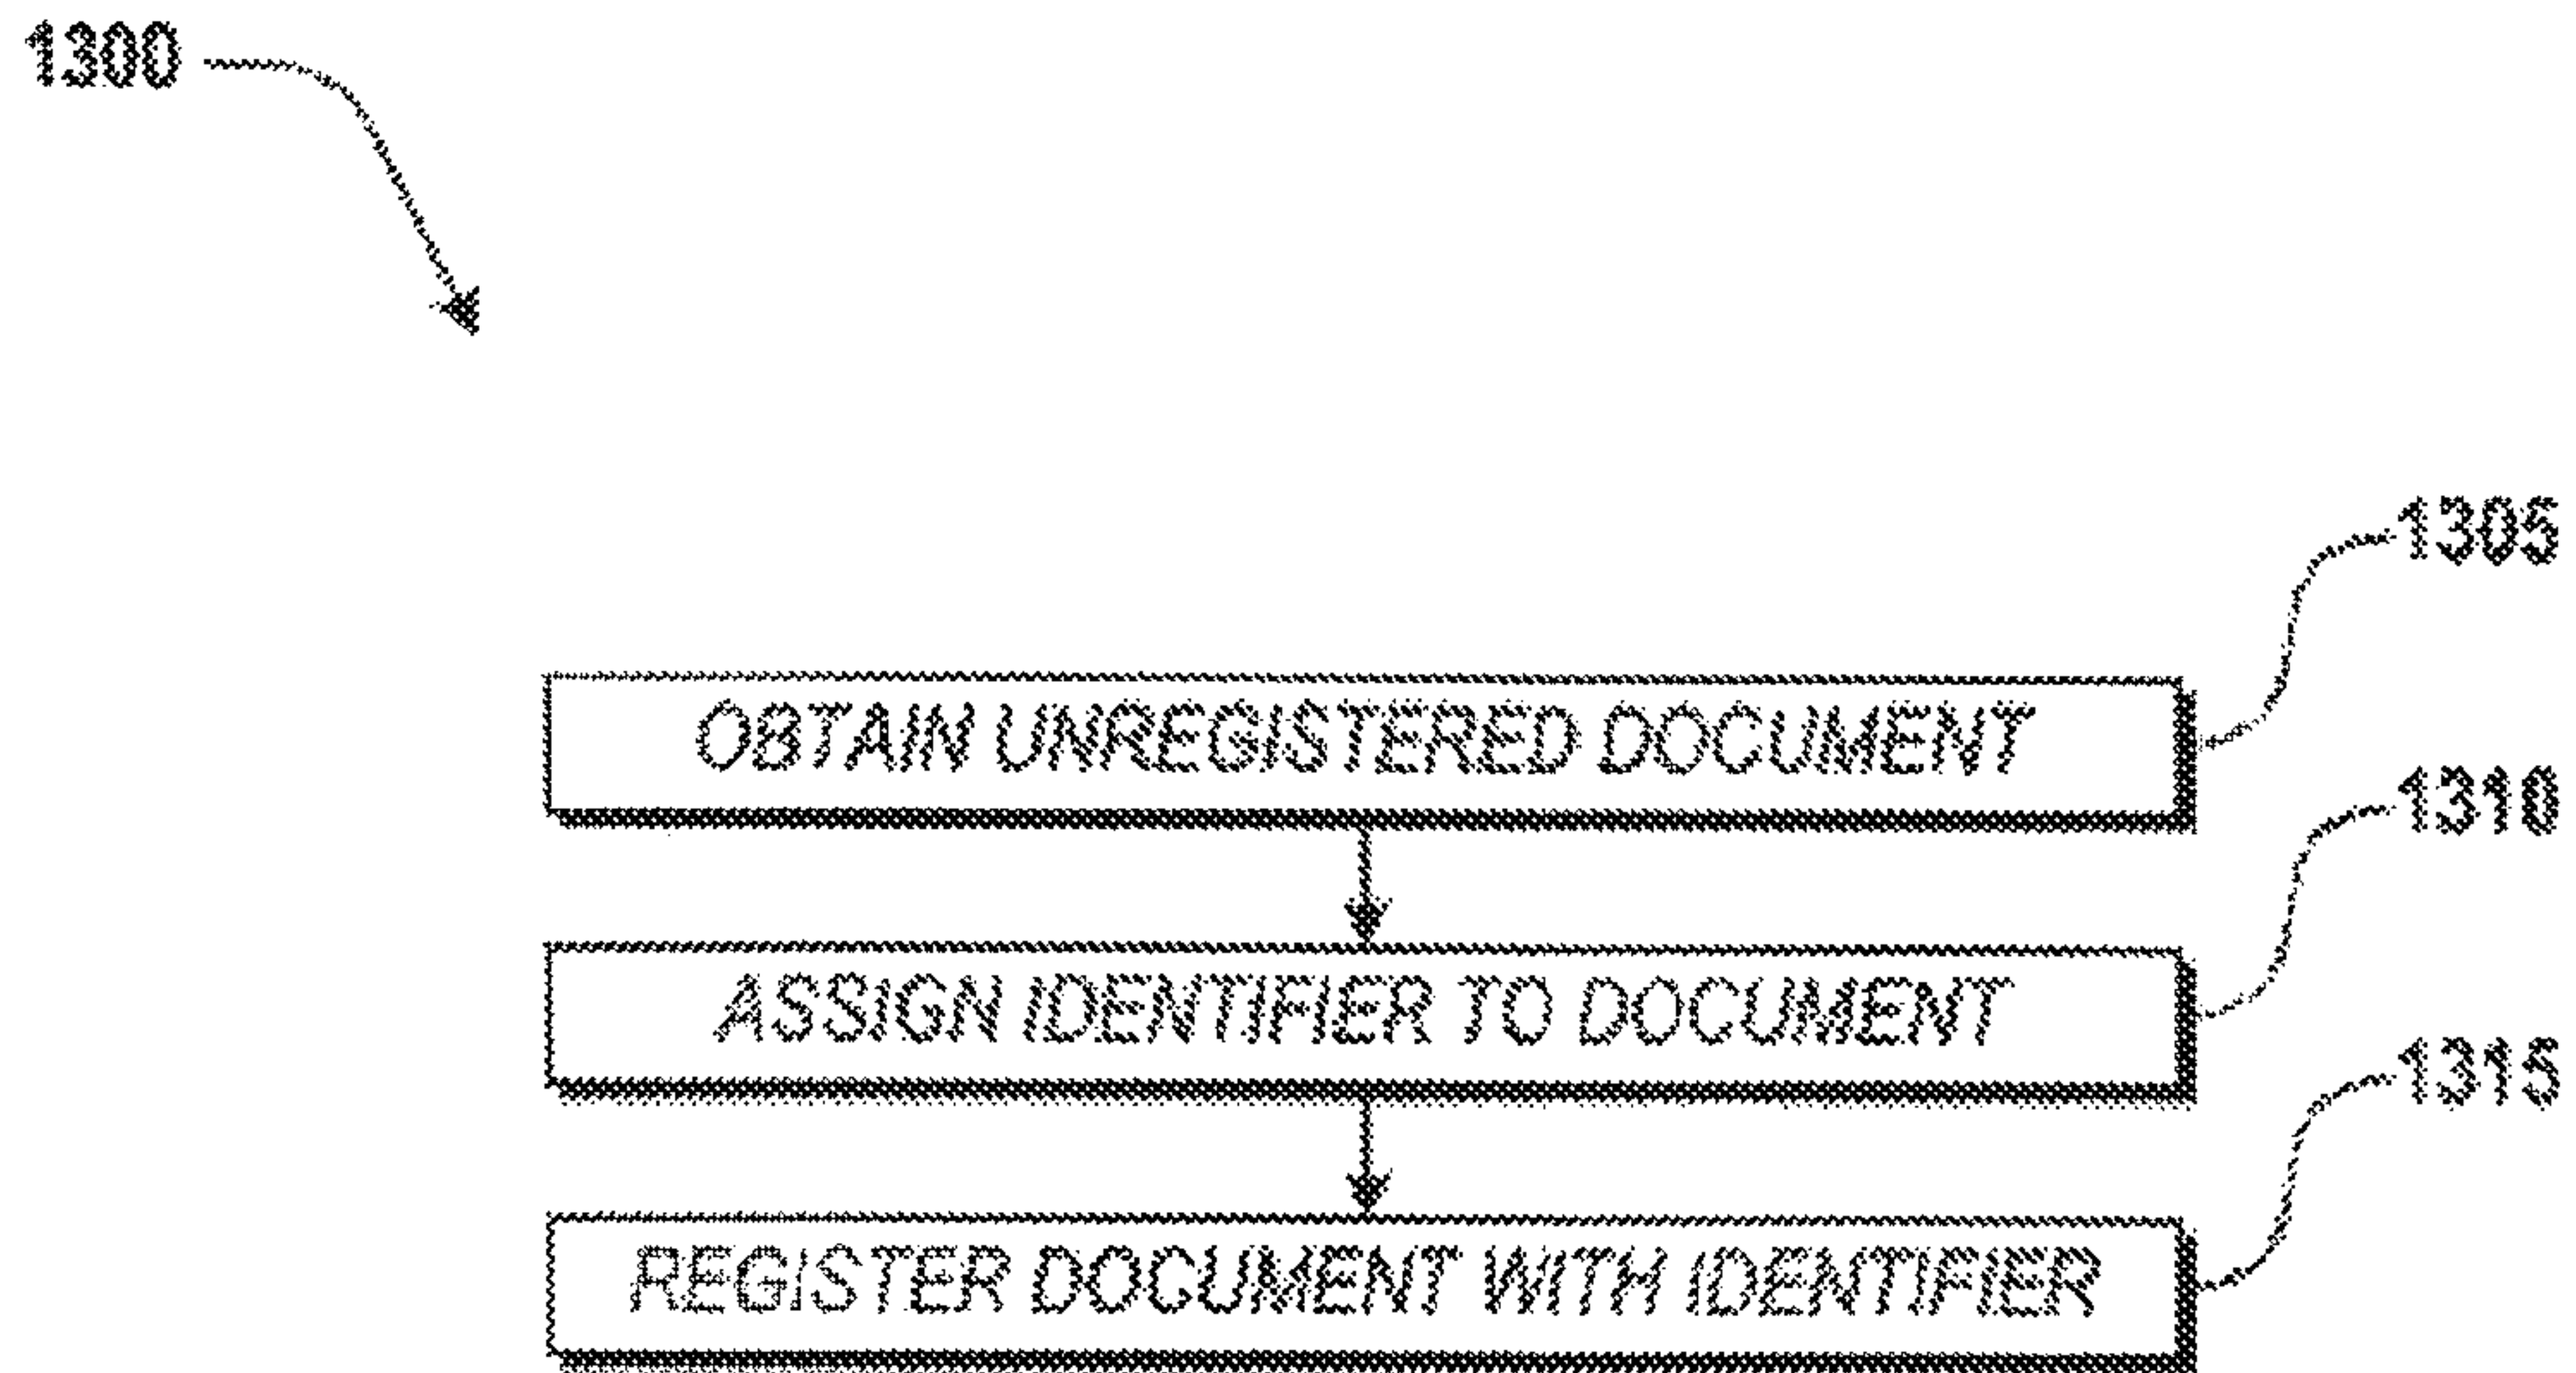 1300
1305
OBTAIN UNREGISTERED DOCUMENT
1310
ASSIGN IDENTIFIER TO DOCUMENT
1315
REGISTER DOCUMENT WITH IDENTIFIER